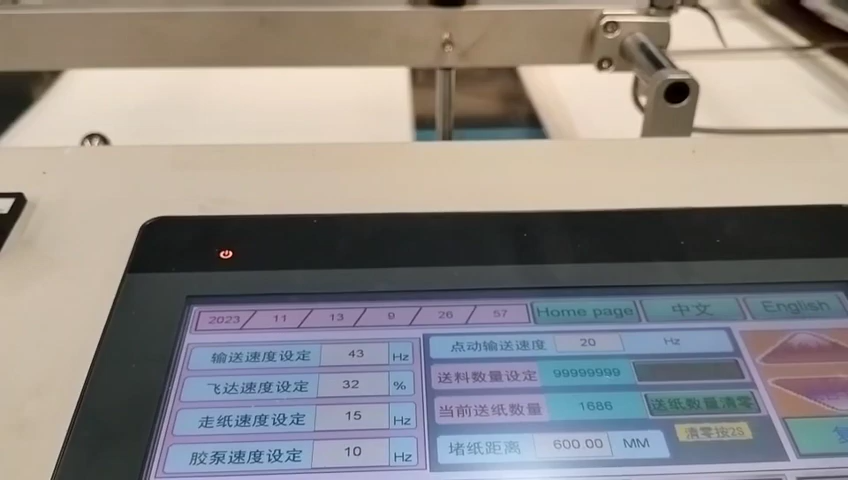 2023/ 11 / 13 / 9 / 26 / 57 Home page 中文 English
输送速度设定 43 Hz
飞达速度设定 32 %
走纸速度设定 15 Hz
胶泵速度设定 10 Hz
点动输送速度 20 Hz
送料数量设定 99999999
当前送纸数量 1686 送纸数量清零
清零按2S
堵纸距离 600.00 MM